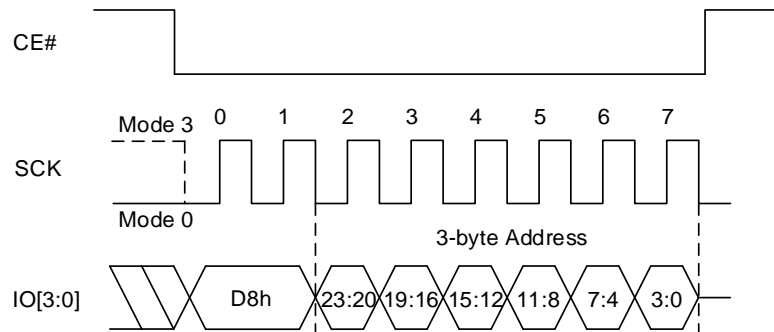 CE#
Mode 3
0 1 2 3 4 5 6 7
SCK
Mode 0
3-byte Address
IO[3:0]
D8h 23:20 19:16 15:12 11:8 7:4 3:0